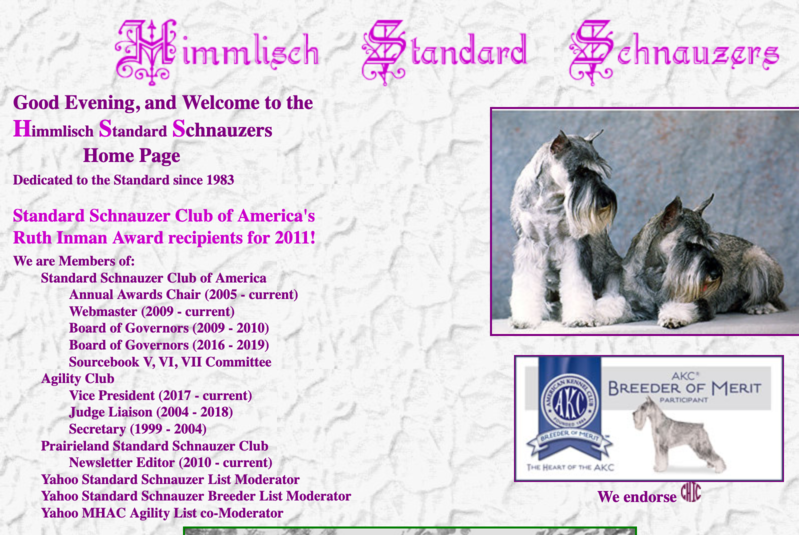 Himmlisch Standard Schnauzers
Good Evening, and Welcome to the
Himmlisch Standard Schnauzers
Home Page
Dedicated to the Standard since 1983
Standard Schnauzer Club of America's
Ruth Inman Award recipients for 2011!
We are Members of:
Standard Schnauzer Club of America
Annual Awards Chair (2005 - current)
Webmaster (2009 - current)
Board of Governors (2009 - 2010)
Board of Governors (2016 - 2019)
Sourcebook V, VI, VII Committee
Agility Club
Vice President (2017 - current)
Judge Liaison (2004 - 2018)
Secretary (1999 - 2004)
Prairieland Standard Schnauzer Club
Newsletter Editor (2010 - current)
Yahoo Standard Schnauzer List Moderator
Yahoo Standard Schnauzer Breeder List Moderator
Yahoo MHAC Agility List co-Moderator
AKC®
BREEDER OF MERIT
PARTICIPANT
AMERICAN KENNEL CLUB
AKC
FOUNDED 1884
BREEDER OF MERIT™
THE HEART OF THE AKC
We endorse CHIC